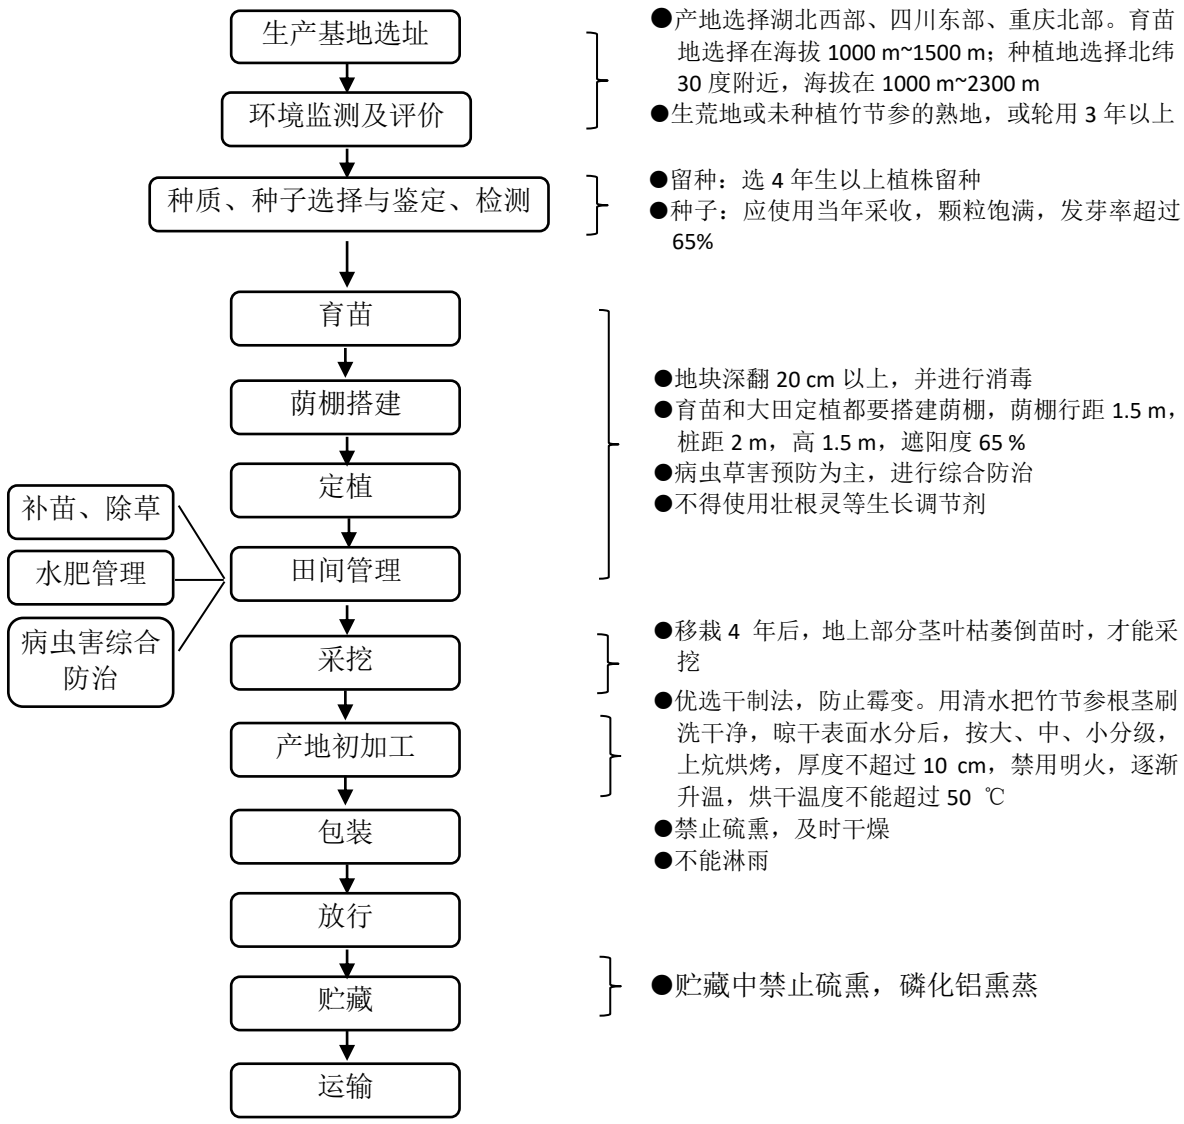 生产基地选址
环境监测及评价
●产地选择湖北西部、四川东部、重庆北部。育苗
地选择在海拔 1000 m~1500 m；种植地选择北纬
30 度附近，海拔在 1000 m~2300 m
●生荒地或未种植竹节参的熟地，或轮用 3 年以上
种质、种子选择与鉴定、检测
●留种：选 4 年生以上植株留种
●种子：应使用当年采收，颗粒饱满，发芽率超过
65%
育苗
荫棚搭建
定植
田间管理
补苗、除草
水肥管理
病虫害综合
防治
●地块深翻 20 cm 以上，并进行消毒
●育苗和大田定植都要搭建荫棚，荫棚行距 1.5 m，
桩距 2 m，高 1.5 m，遮阳度 65 %
●病虫草害预防为主，进行综合防治
●不得使用壮根灵等生长调节剂
采挖
●移栽 4 年后，地上部分茎叶枯萎倒苗时，才能采
挖
产地初加工
●优选干制法，防止霉变。用清水把竹节参根茎刷
洗干净，晾干表面水分后，按大、中、小分级，
上炕烘烤，厚度不超过 10 cm，禁用明火，逐渐
升温，烘干温度不能超过 50 ℃
●禁止硫熏，及时干燥
●不能淋雨
包装
放行
贮藏
●贮藏中禁止硫熏，磷化铝熏蒸
运输